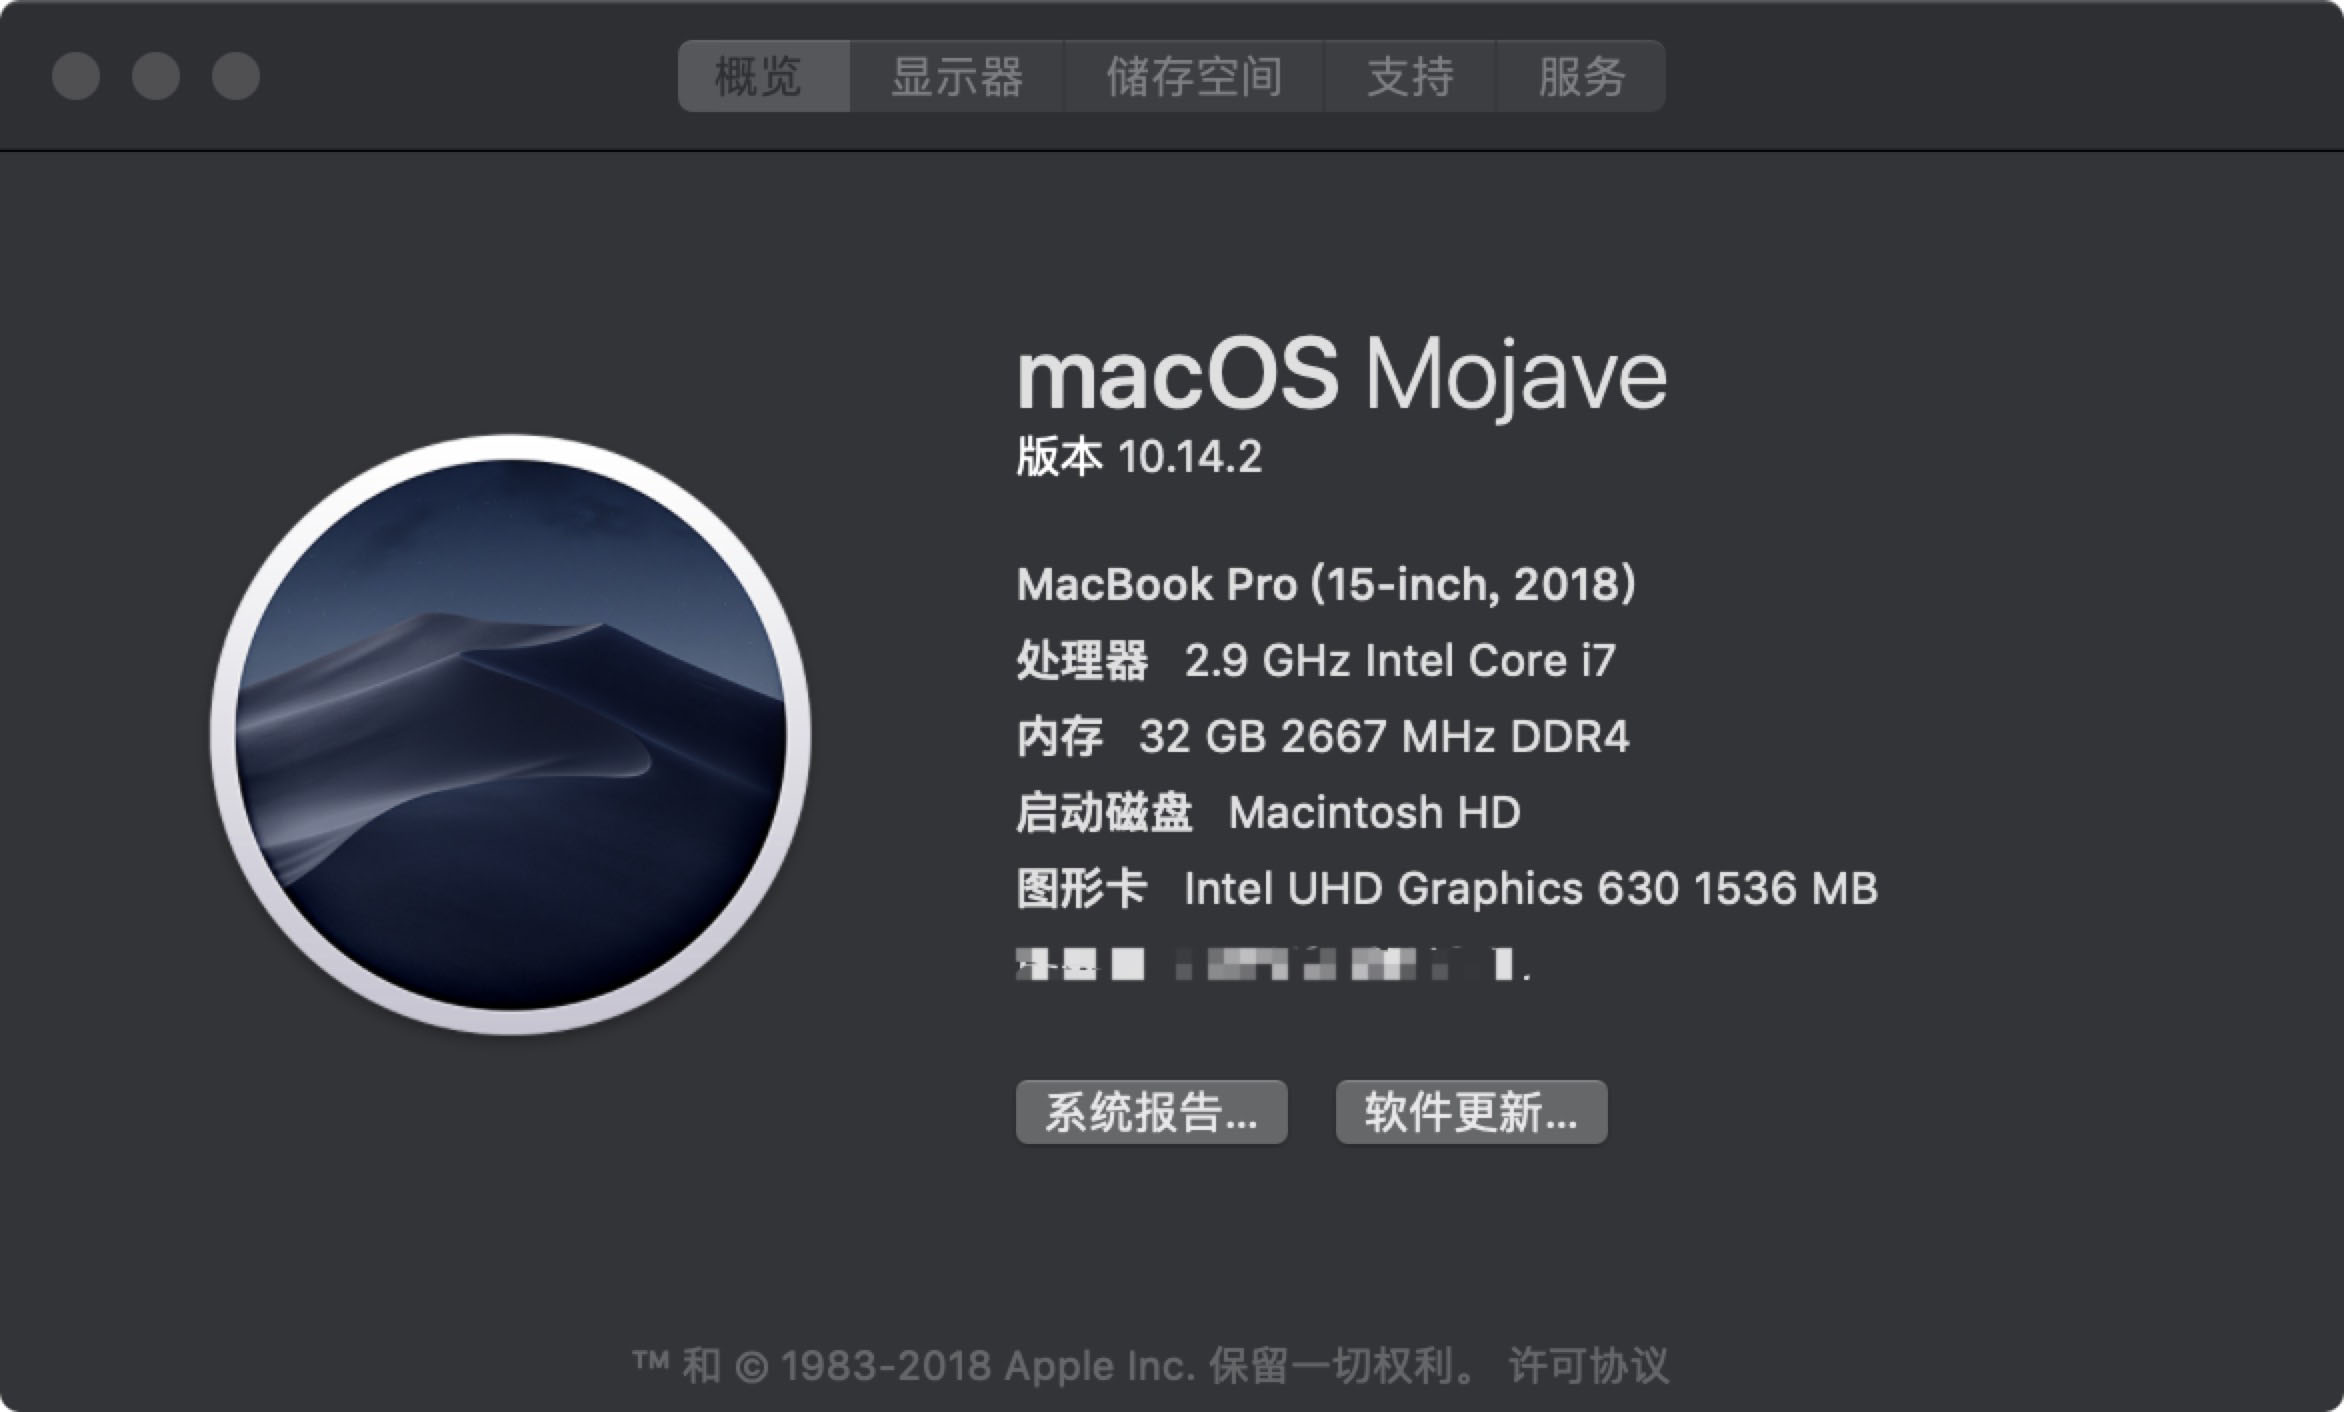 概览 显示器 储存空间 支持 服务
macOS Mojave
版本 10.14.2
MacBook Pro (15-inch, 2018)
处理器 2.9 GHz Intel Core i7
内存 32 GB 2667 MHz DDR4
启动磁盘 Macintosh HD
图形卡 Intel UHD Graphics 630 1536 MB
系统报告... 软件更新...
™ 和 © 1983-2018 Apple Inc. 保留一切权利。 许可协议